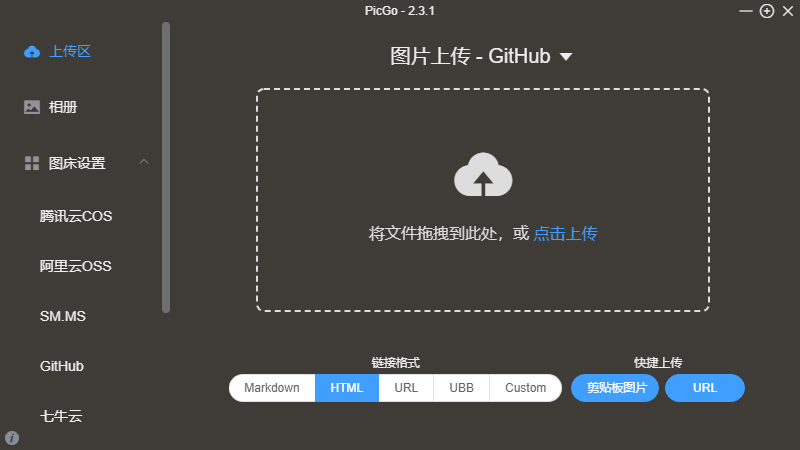 PicGo - 2.3.1
上传区
相册
图床设置
腾讯云COS
阿里云OSS
SM.MS
GitHub
七牛云
图片上传 - GitHub
将文件拖拽到此处，或 点击上传
链接格式
Markdown HTML URL UBB Custom
快捷上传
剪贴板图片 URL